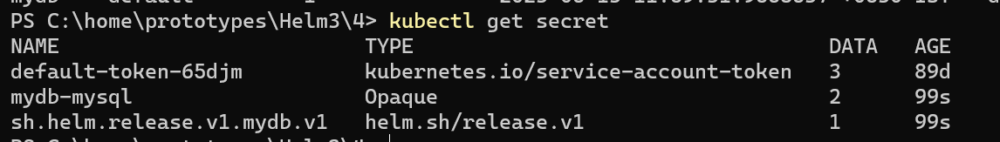 PS C:\home\prototypes\Helm3\4> kubectl get secret
NAME TYPE DATA AGE
default-token-65djm kubernetes.io/service-account-token 3 89d
mydb-mysql Opaque 2 99s
sh.helm.release.v1.mydb.v1 helm.sh/release.v1 1 99s